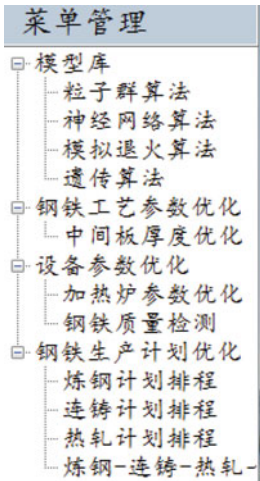 菜单管理
模型库
粒子群算法
神经网络算法
模拟退火算法
遗传算法
钢铁工艺参数优化
中间板厚度优化
设备参数优化
加热炉参数优化
钢铁质量检测
钢铁生产计划优化
炼钢计划排程
连铸计划排程
热轧计划排程
炼钢-连铸-热轧-